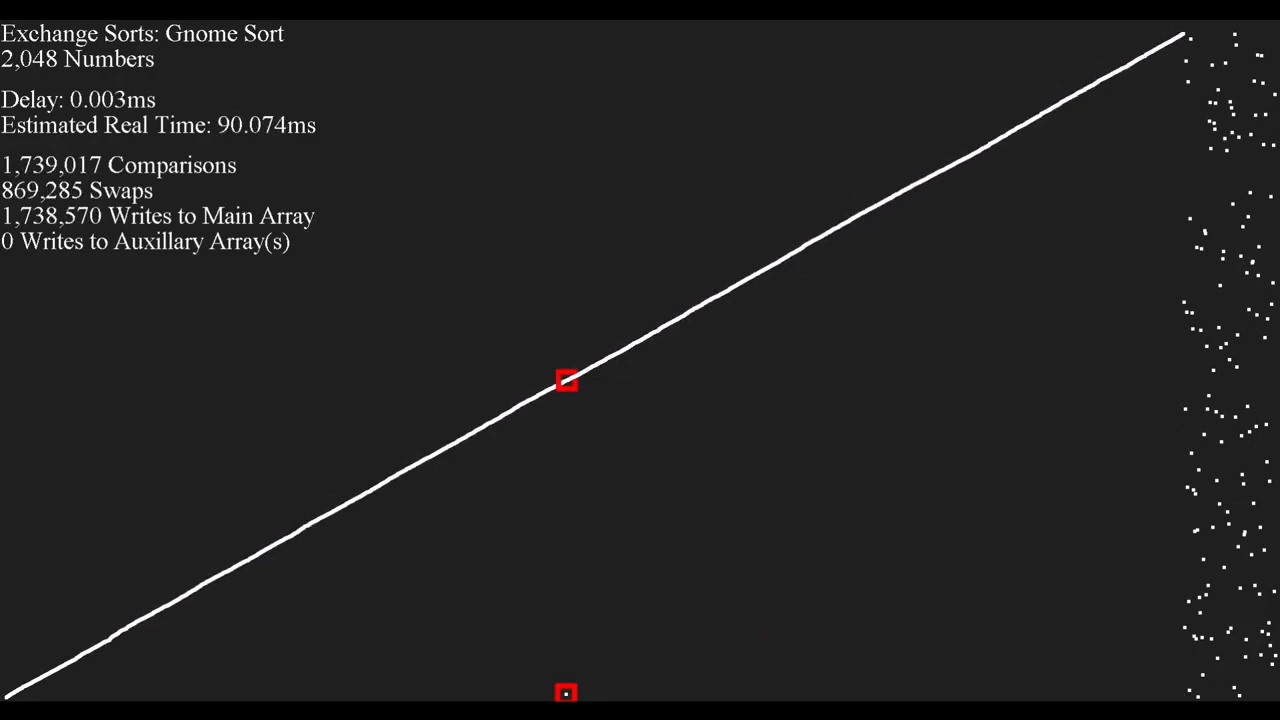 Exchange Sorts: Gnome Sort
2,048 Numbers
Delay: 0.003ms
Estimated Real Time: 90.074ms
1,739,017 Comparisons
869,285 Swaps
1,738,570 Writes to Main Array
0 Writes to Auxillary Array(s)